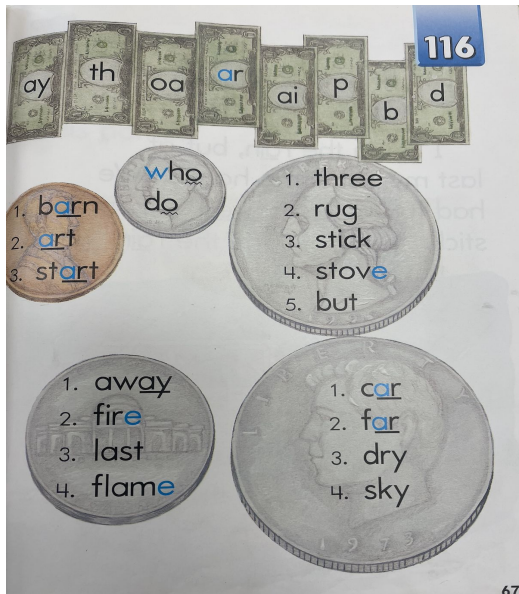 116
ay th oa ar ai p b d
who
do
1. barn
2. art
3. start
1. three
2. rug
3. stick
4. stove
5. but
1. away
2. fire
3. last
4. flame
1. car
2. far
3. dry
4. sky
1973
67